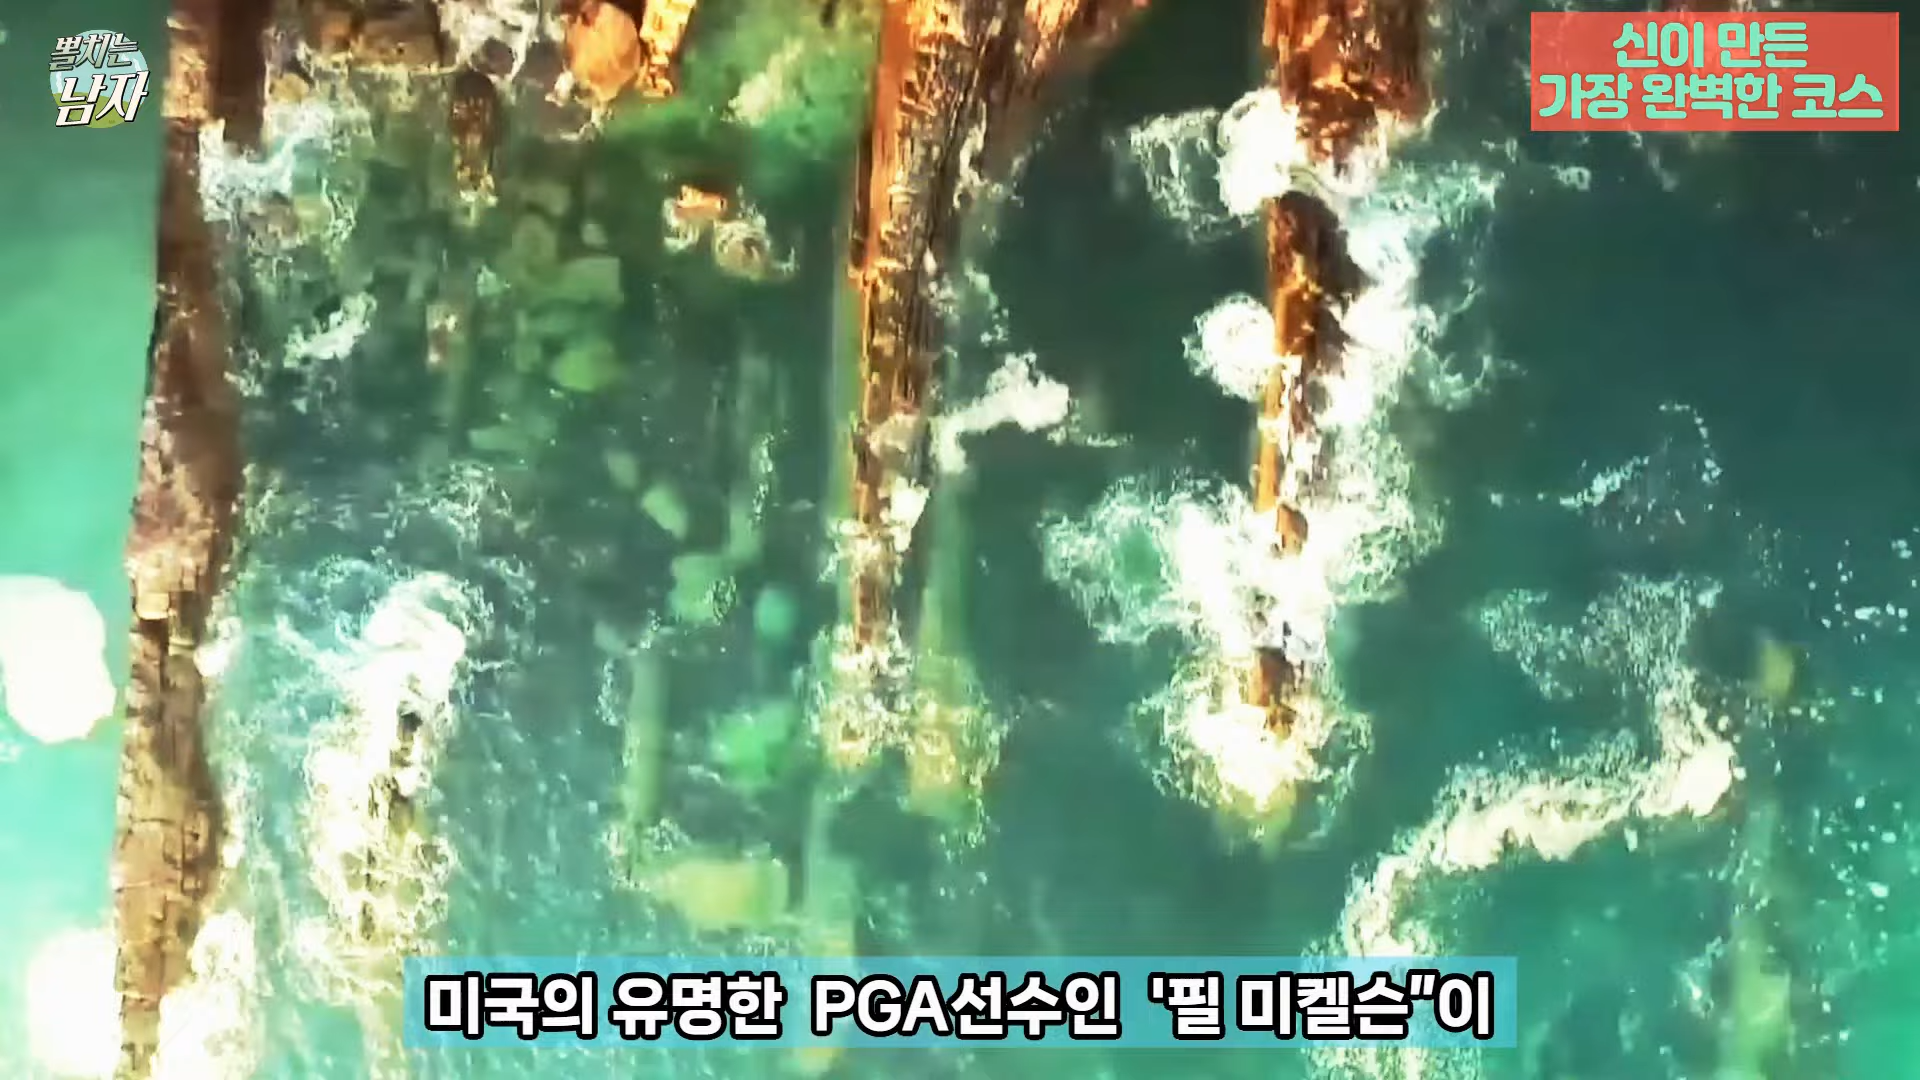 뽈치는
남자
신이 만든
가장 완벽한 코스
미국의 유명한 PGA선수인 '필 미켈슨"이